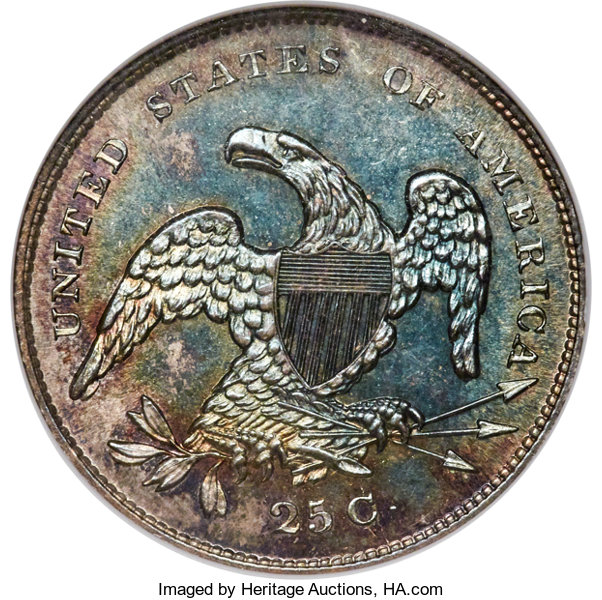 UNITED STATES OF AMERICA
25 C.
Imaged by Heritage Auctions, HA.com